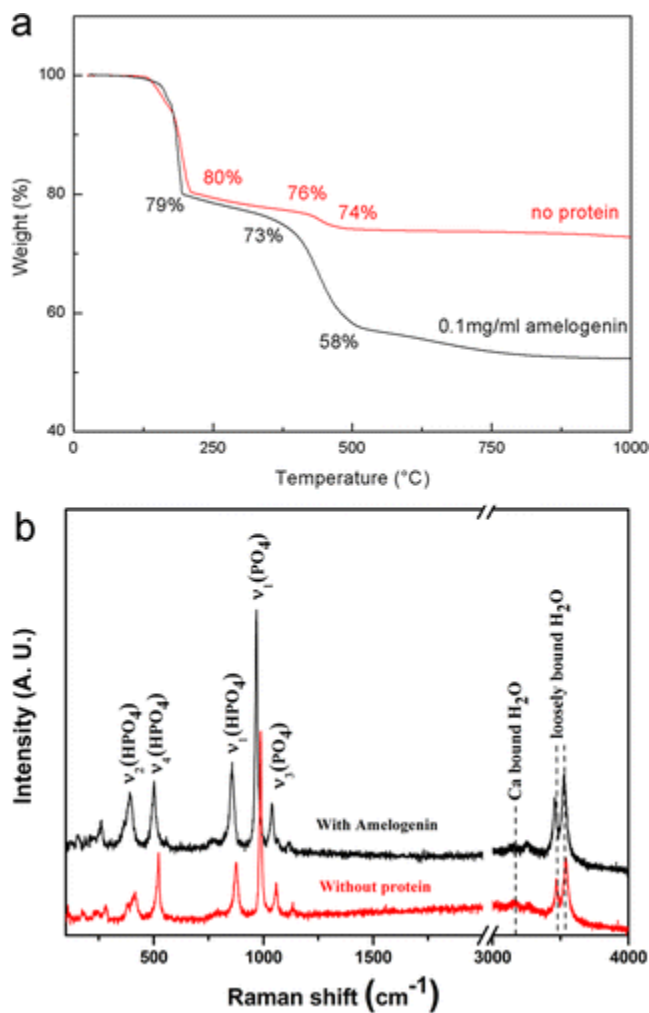 a
100
80
60
40
Weight (%)
80%
76%
74%
79%
73%
58%
no protein
0.1mg/ml amelogenin
0
250
500
750
1000
Temperature (°C)
b
Intensity (A. U.)
ν2(HPO4)
ν4(HPO4)
ν1(HPO4)
ν1(PO4)
ν3(PO4)
Ca bound H2O
loosely bound H2O
With Amelogenin
Without protein
500
1000
1500
3000
4000
Raman shift (cm-1)